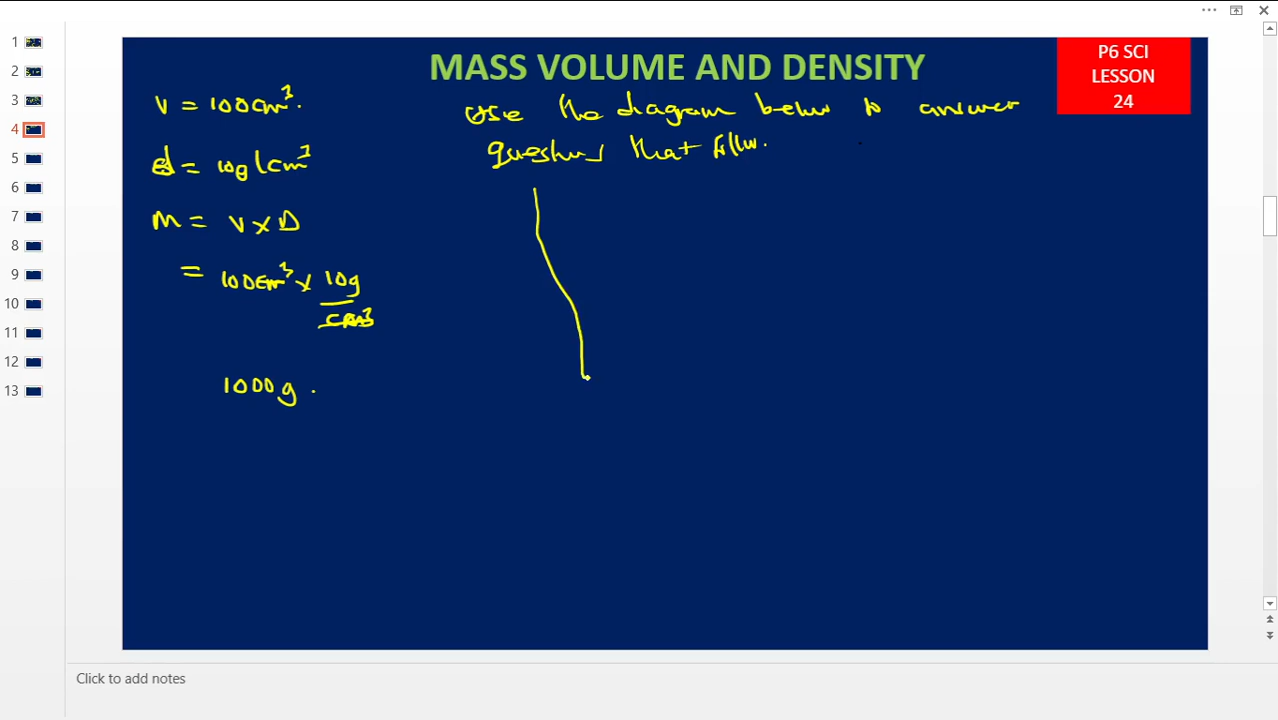 1
2
3
4
5
6
7
8
9
10
11
12
13
MASS VOLUME AND DENSITY
P6 SCI
LESSON
24
V = 100cm³.
d = 10g/cm³
M = V x D
= 100cm³ x 10g
cm³
1000g.
Use the diagram below to answer
questions that follow.
Click to add notes